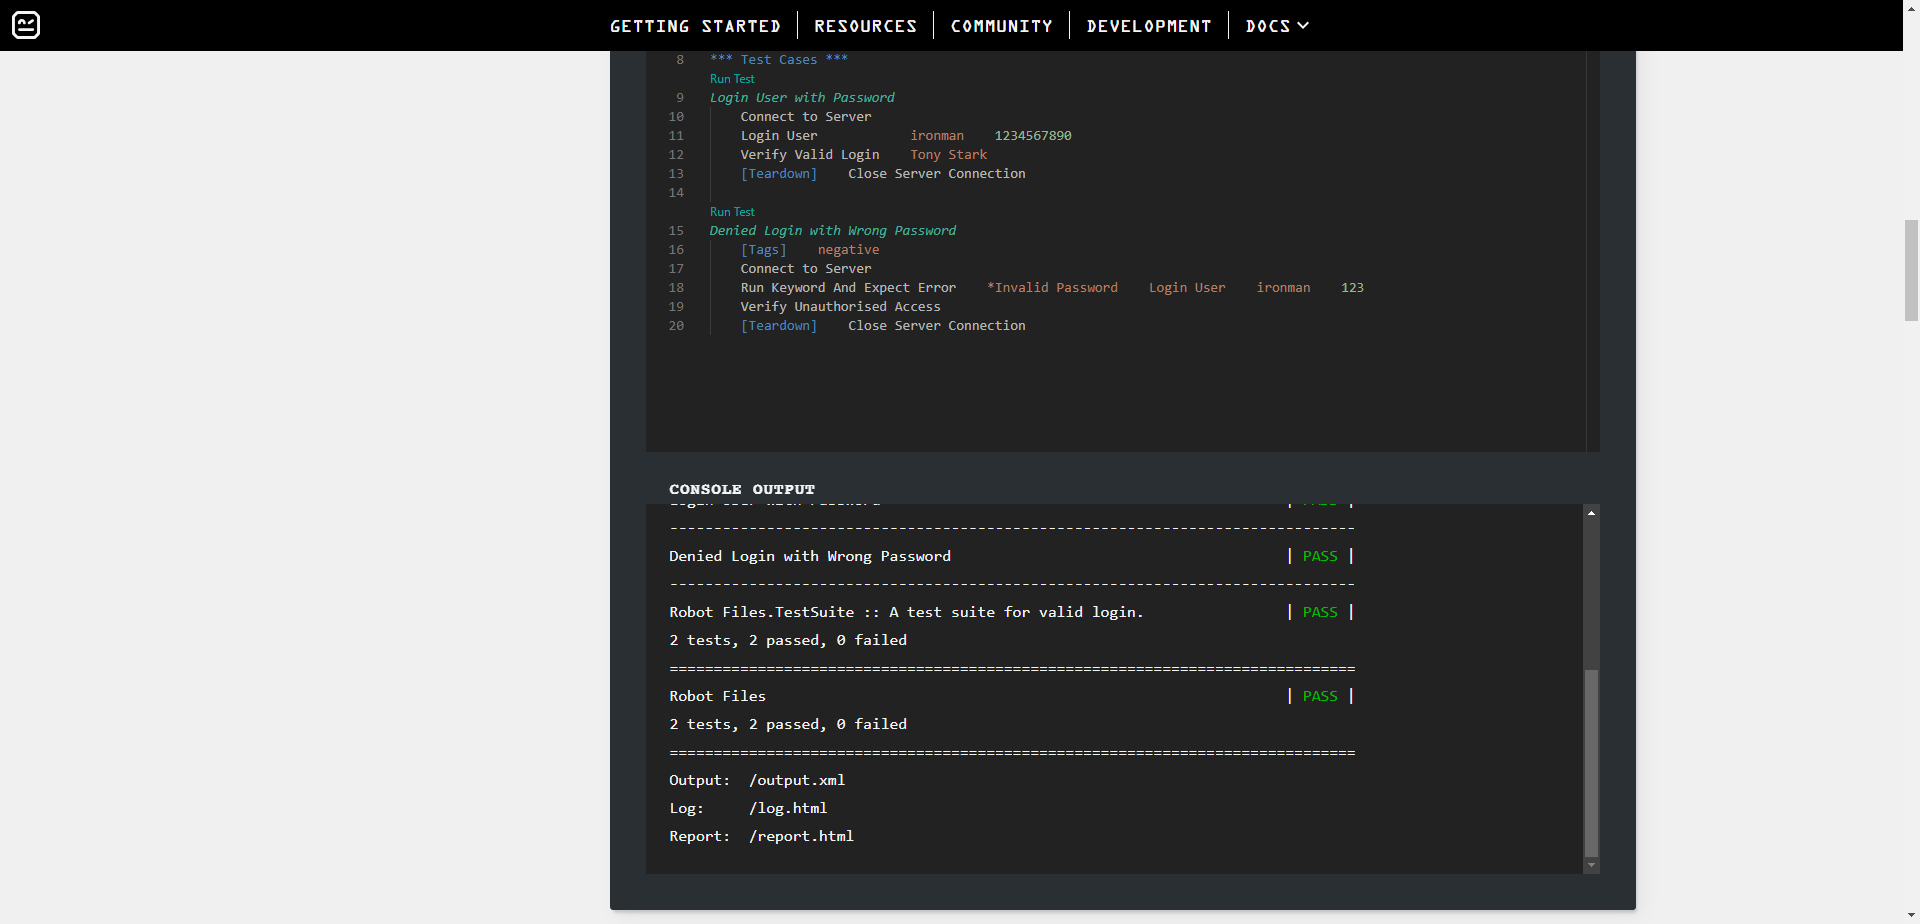 GETTING STARTED RESOURCES COMMUNITY DEVELOPMENT DOCS
8 *** Test Cases ***
Run Test
9 Login User with Password
10 Connect to Server
11 Login User ironman 1234567890
12 Verify Valid Login Tony Stark
13 [Teardown] Close Server Connection
14
Run Test
15 Denied Login with Wrong Password
16 [Tags] negative
17 Connect to Server
18 Run Keyword And Expect Error *Invalid Password Login User ironman 123
19 Verify Unauthorised Access
20 [Teardown] Close Server Connection
CONSOLE OUTPUT
------------------------------------------------------------------------------
Denied Login with Wrong Password | PASS |
------------------------------------------------------------------------------
Robot Files.TestSuite :: A test suite for valid login. | PASS |
2 tests, 2 passed, 0 failed
==============================================================================
Robot Files | PASS |
2 tests, 2 passed, 0 failed
==============================================================================
Output: /output.xml
Log: /log.html
Report: /report.html